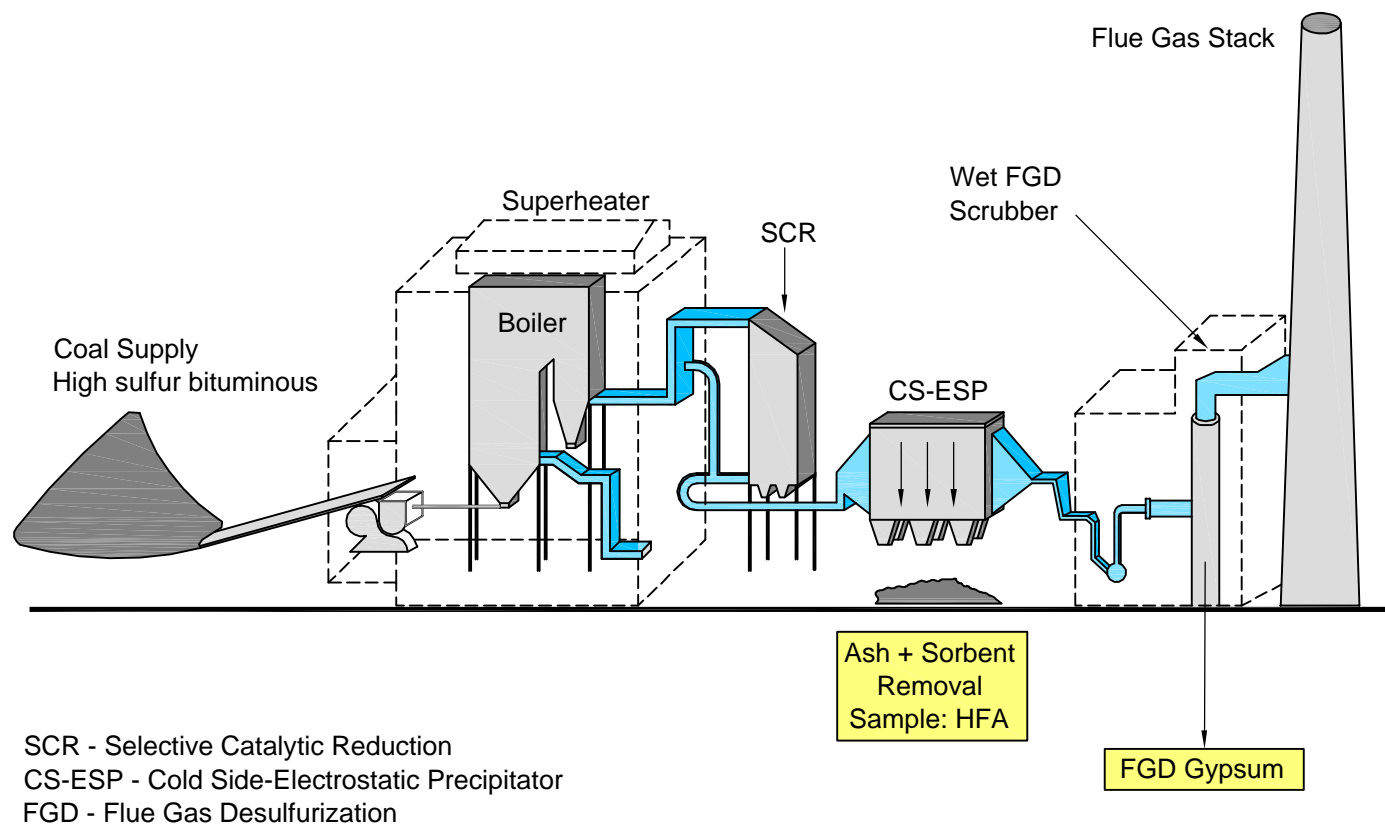 Flue Gas Stack
Wet FGD
Scrubber
Superheater
SCR
Boiler
Coal Supply
High sulfur bituminous
CS-ESP
Ash + Sorbent
Removal
Sample: HFA
FGD Gypsum
SCR - Selective Catalytic Reduction
CS-ESP - Cold Side-Electrostatic Precipitator
FGD - Flue Gas Desulfurization